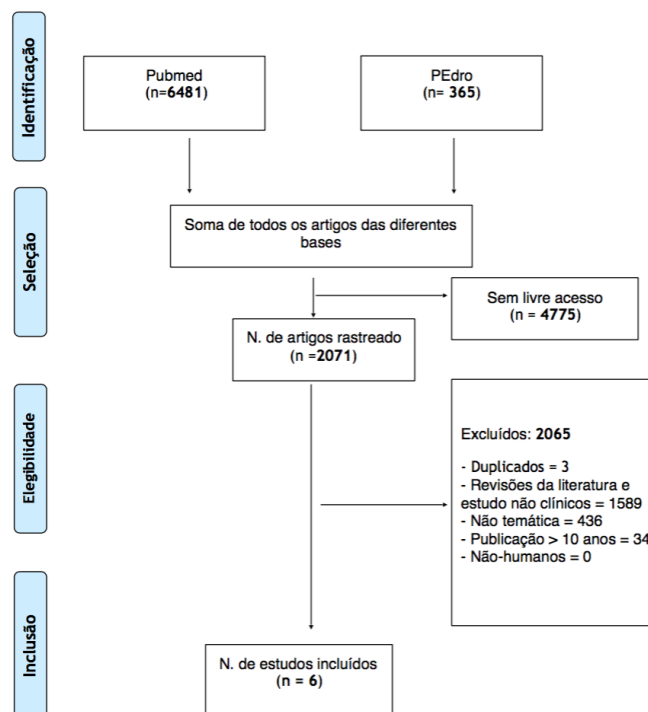 Identificação
Pubmed
(n=6481)
PEdro
(n= 365)
Seleção
Soma de todos os artigos das diferentes
bases
Sem livre acesso
(n = 4775)
N. de artigos rastreado
(n =2071)
Elegibilidade
Excluídos: 2065
- Duplicados = 3
- Revisões da literatura e
estudo não clínicos = 1589
- Não temática = 436
- Publicação > 10 anos = 34
- Não-humanos = 0
Inclusão
N. de estudos incluídos
(n = 6)